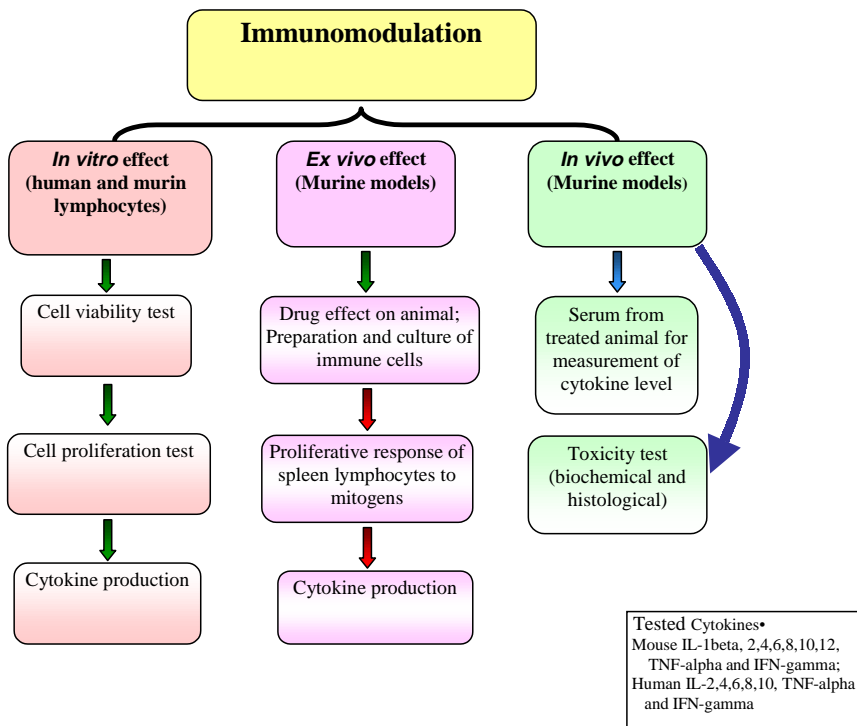 Immunomodulation
In vitro effect
(human and murin
lymphocytes)
Cell viability test
Cell proliferation test
Cytokine production
Ex vivo effect
(Murine models)
Drug effect on animal;
Preparation and culture of
immune cells
Proliferative response of
spleen lymphocytes to
mitogens
Cytokine production
In vivo effect
(Murine models)
Serum from
treated animal for
measurement of
cytokine level
Toxicity test
(biochemical and
histological)
Tested Cytokines•
Mouse IL-1beta, 2,4,6,8,10,12,
TNF-alpha and IFN-gamma;
Human IL-2,4,6,8,10, TNF-alpha
and IFN-gamma